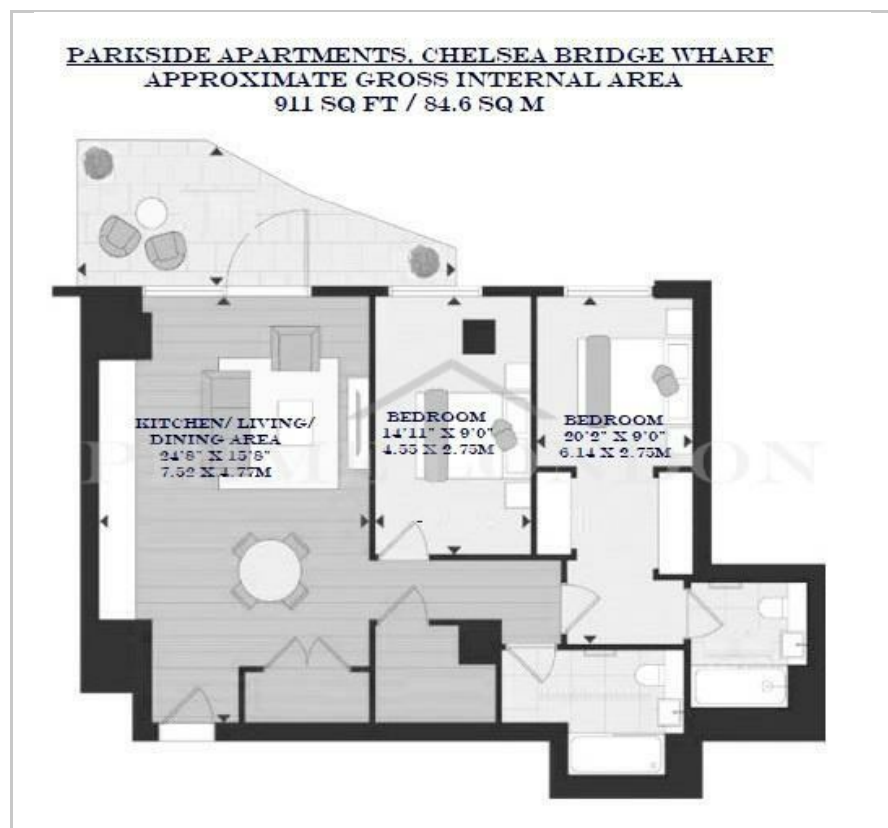 PARKSIDE APARTMENTS, CHELSEA BRIDGE WHARF
APPROXIMATE GROSS INTERNAL AREA
911 SQ FT / 84.6 SQ M
KITCHEN/ LIVING/
DINING AREA
24'8" X 15'8"
7.52 X 4.77M
BEDROOM
14'11" X 9'0"
4.55 X 2.75M
BEDROOM
20'2" X 9'0"
6.14 X 2.75M
PRIME LONDON